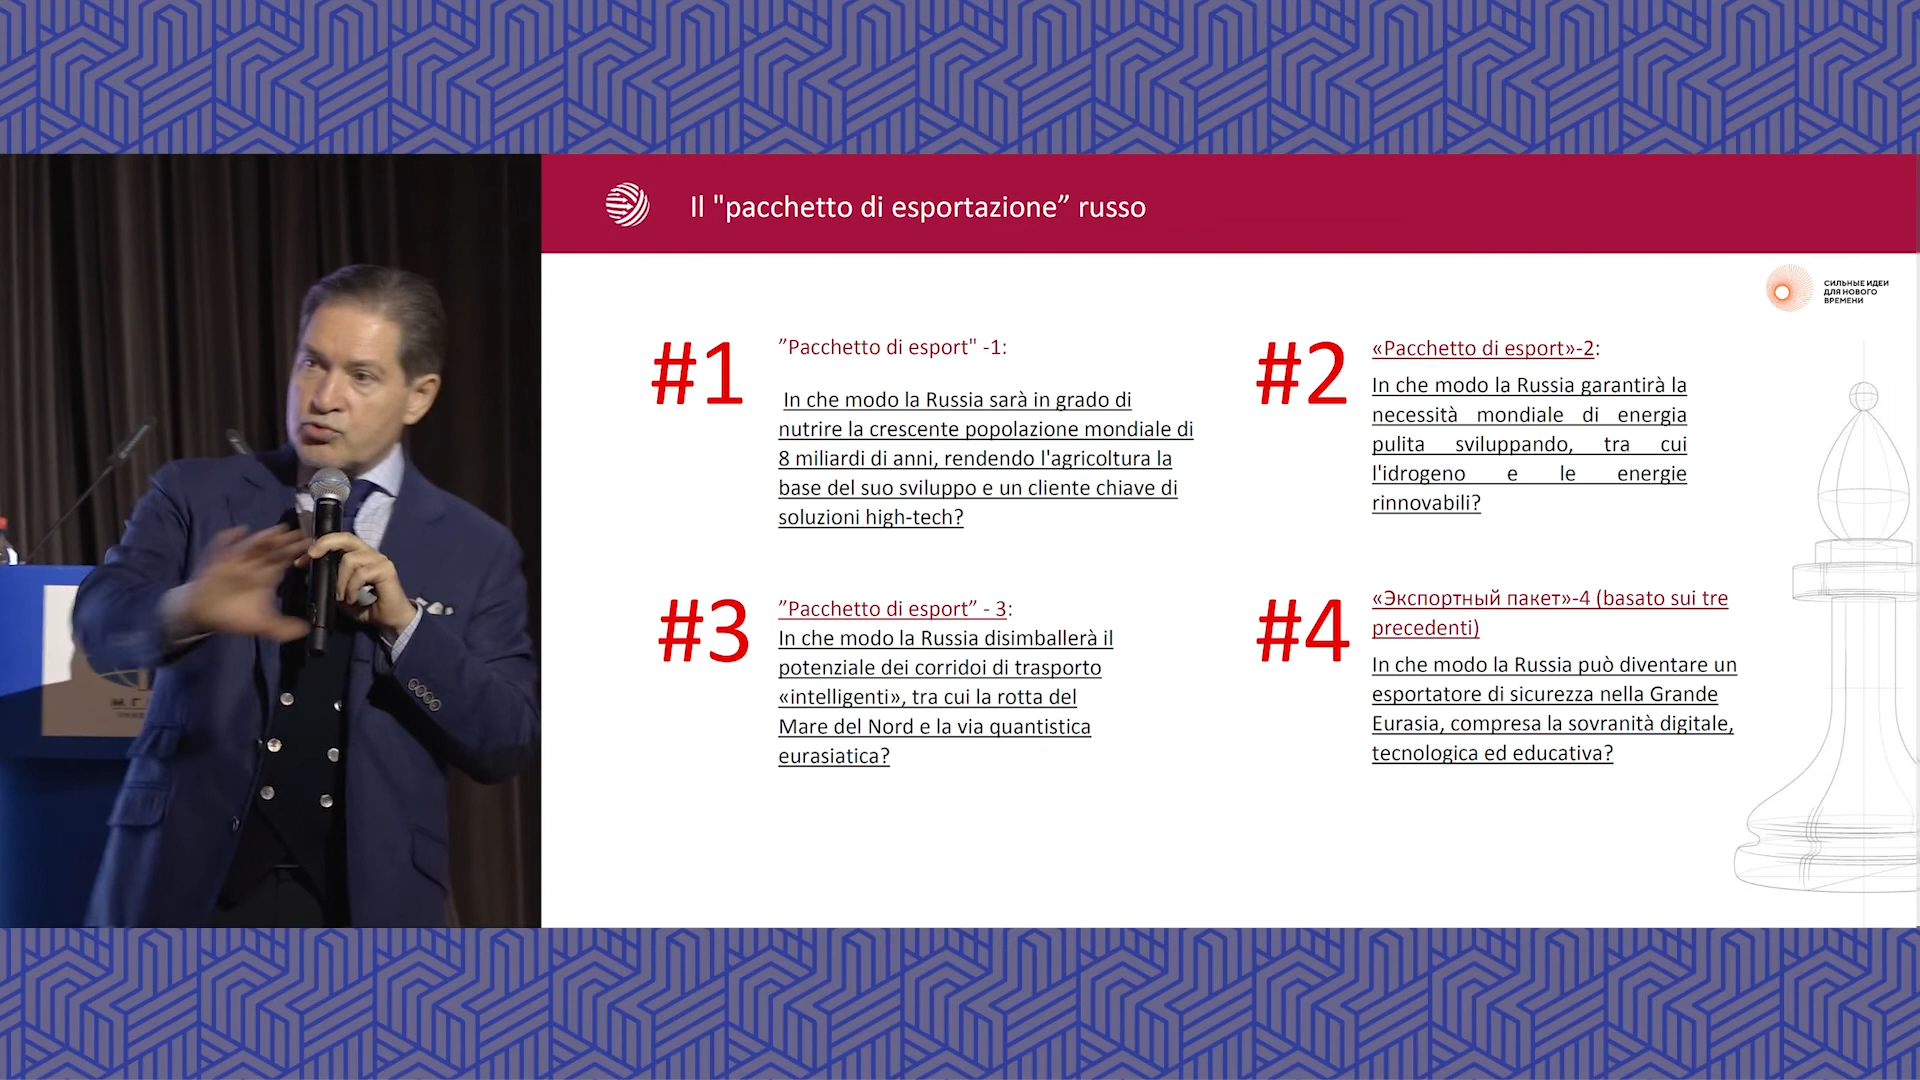 Il "pacchetto di esportazione” russo
СИЛЬНЫЕ ИДЕИ
ДЛЯ НОВОГО
ВРЕМЕНИ
#1
”Pacchetto di esport" -1:
In che modo la Russia sarà in grado di
nutrire la crescente popolazione mondiale di
8 miliardi di anni, rendendo l'agricoltura la
base del suo sviluppo e un cliente chiave di
soluzioni high-tech?
#2
«Pacchetto di esport»-2:
In che modo la Russia garantirà la
necessità mondiale di energia
pulita sviluppando, tra cui
l'idrogeno e le energie
rinnovabili?
#3
”Pacchetto di esport” - 3:
In che modo la Russia disimballerà il
potenziale dei corridoi di trasporto
«intelligenti», tra cui la rotta del
Mare del Nord e la via quantistica
eurasiatica?
#4
«Экспортный пакет»-4 (basato sui tre
precedenti)
In che modo la Russia può diventare un
esportatore di sicurezza nella Grande
Eurasia, compresa la sovranità digitale,
tecnologica ed educativa?